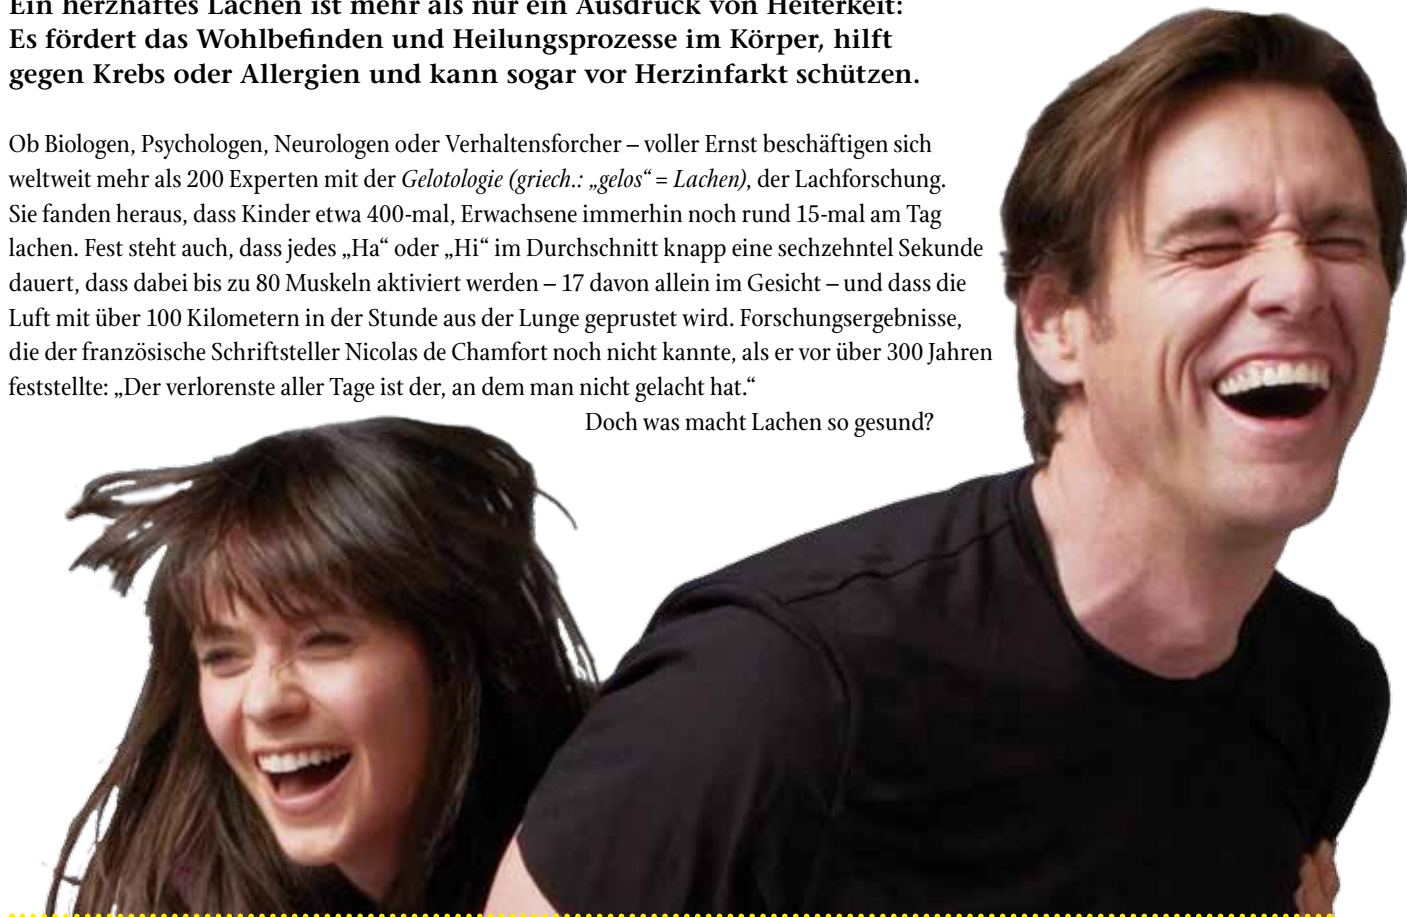 Ein herzhaftes Lachen ist mehr als nur ein Ausdruck von Heiterkeit:
Es fördert das Wohlbefinden und Heilungsprozesse im Körper, hilft
gegen Krebs oder Allergien und kann sogar vor Herzinfarkt schützen.
Ob Biologen, Psychologen, Neurologen oder Verhaltensforcher – voller Ernst beschäftigen sich
weltweit mehr als 200 Experten mit der Gelotologie (griech.: „gelos“ = Lachen), der Lachforschung.
Sie fanden heraus, dass Kinder etwa 400-mal, Erwachsene immerhin noch rund 15-mal am Tag
lachen. Fest steht auch, dass jedes „Ha“ oder „Hi“ im Durchschnitt knapp eine sechzehntel Sekunde
dauert, dass dabei bis zu 80 Muskeln aktiviert werden – 17 davon allein im Gesicht – und dass die
Luft mit über 100 Kilometern in der Stunde aus der Lunge geprustet wird. Forschungsergebnisse,
die der französische Schriftsteller Nicolas de Chamfort noch nicht kannte, als er vor über 300 Jahren
feststellte: „Der verlorenste aller Tage ist der, an dem man nicht gelacht hat.“
Doch was macht Lachen so gesund?